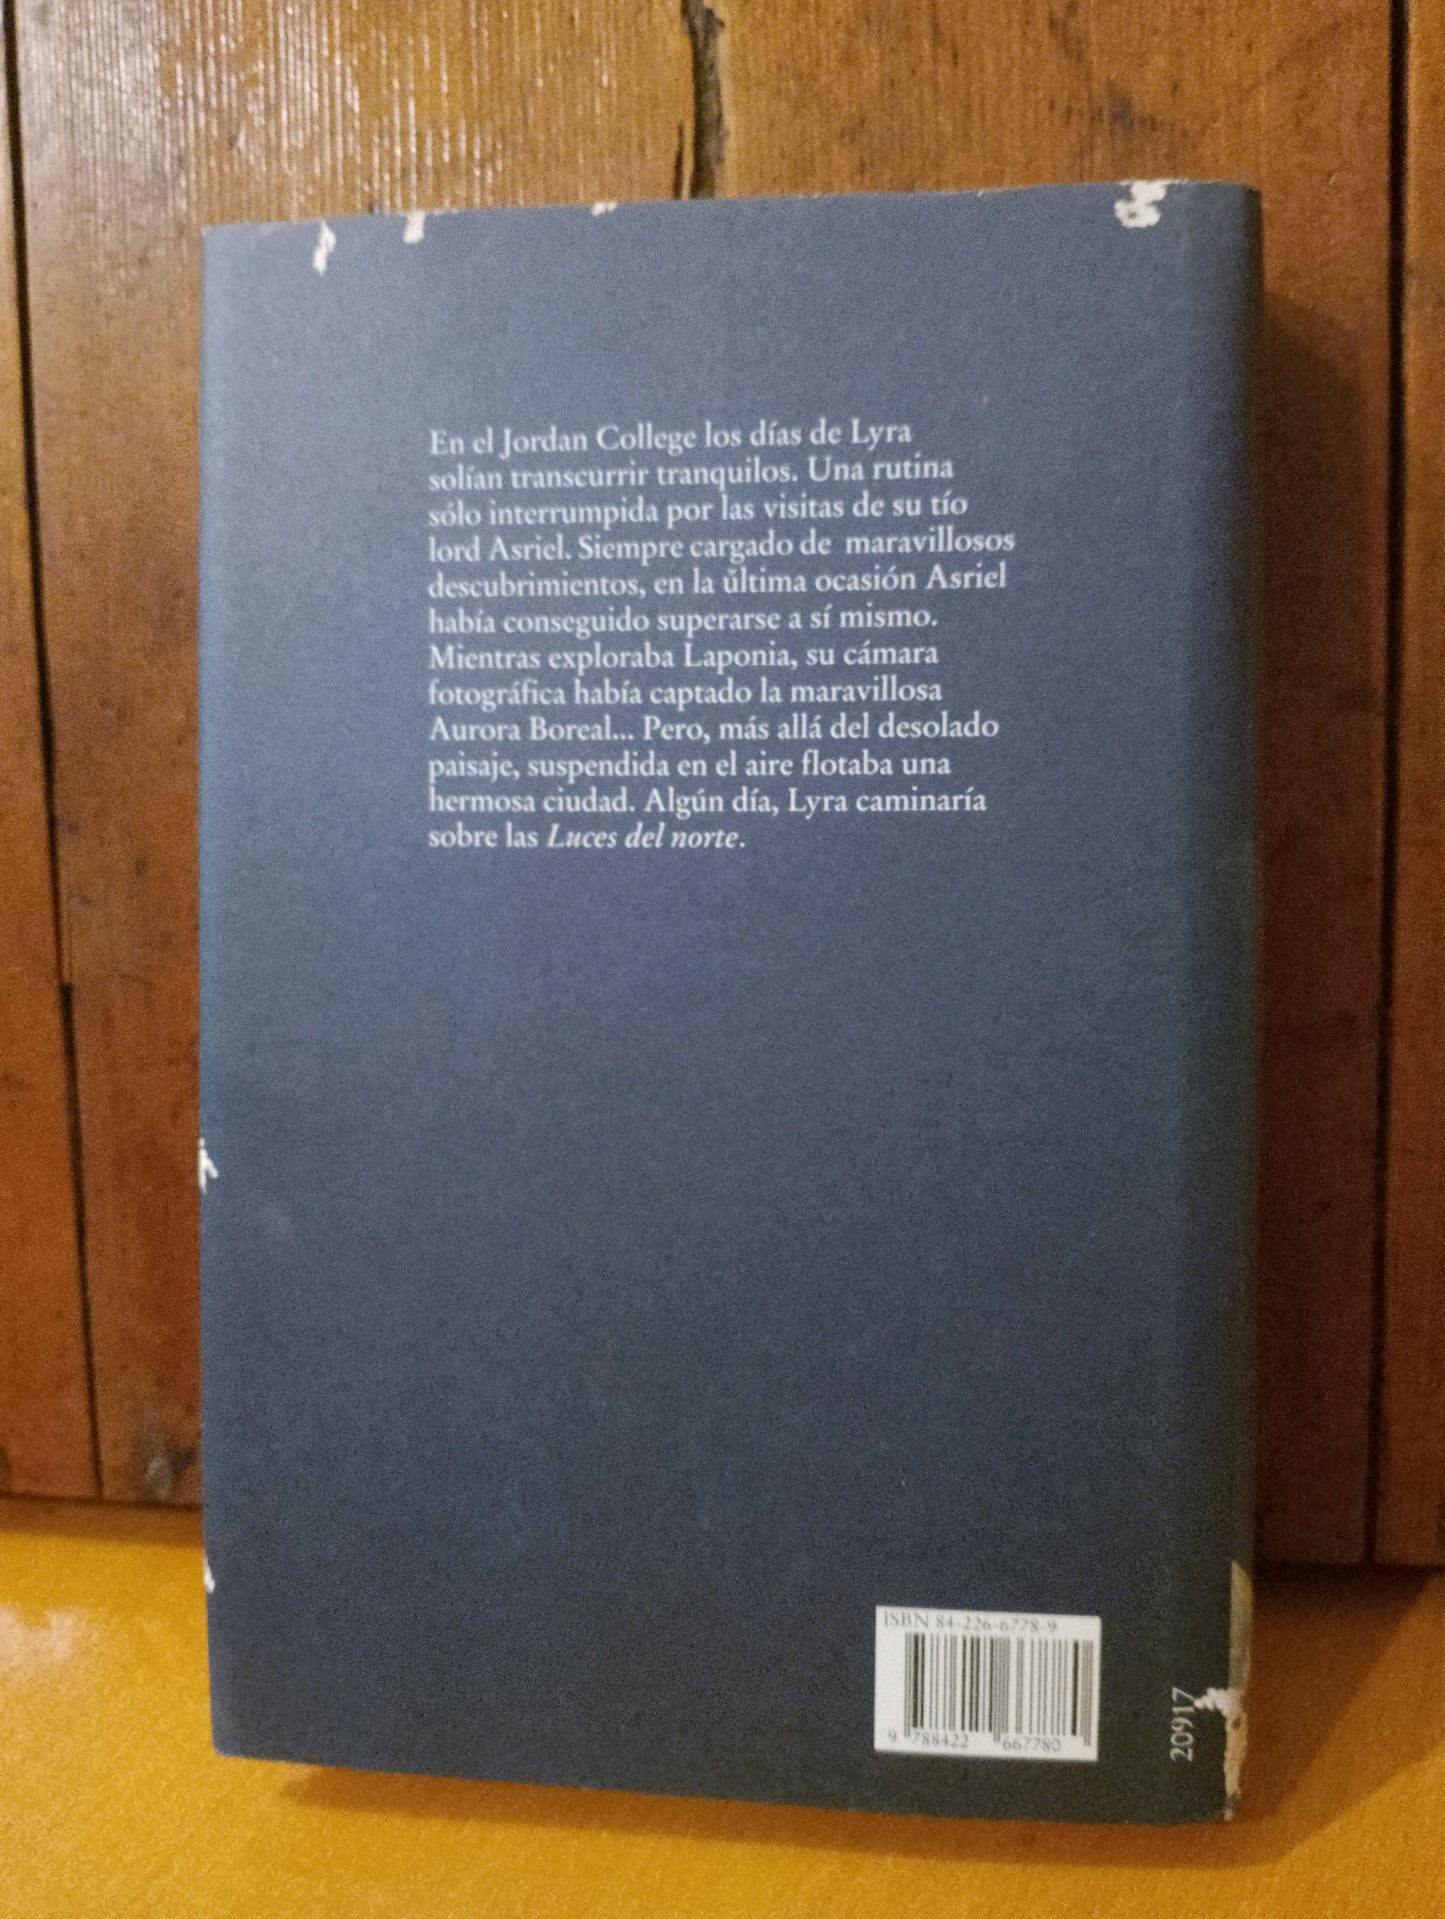 En el Jordan College los días de Lyra
solían transcurrir tranquilos. Una rutina
sólo interrumpida por las visitas de su tío
lord Asriel. Siempre cargado de maravillosos
descubrimientos, en la última ocasión Asriel
había conseguido superarse a sí mismo.
Mientras exploraba Laponia, su cámara
fotográfica había captado la maravillosa
Aurora Boreal... Pero, más allá del desolado
paisaje, suspendida en el aire flotaba una
hermosa ciudad. Algún día, Lyra caminaría
sobre las Luces del norte.
ISBN 84-226-6778-9
9 788422 667780
20917